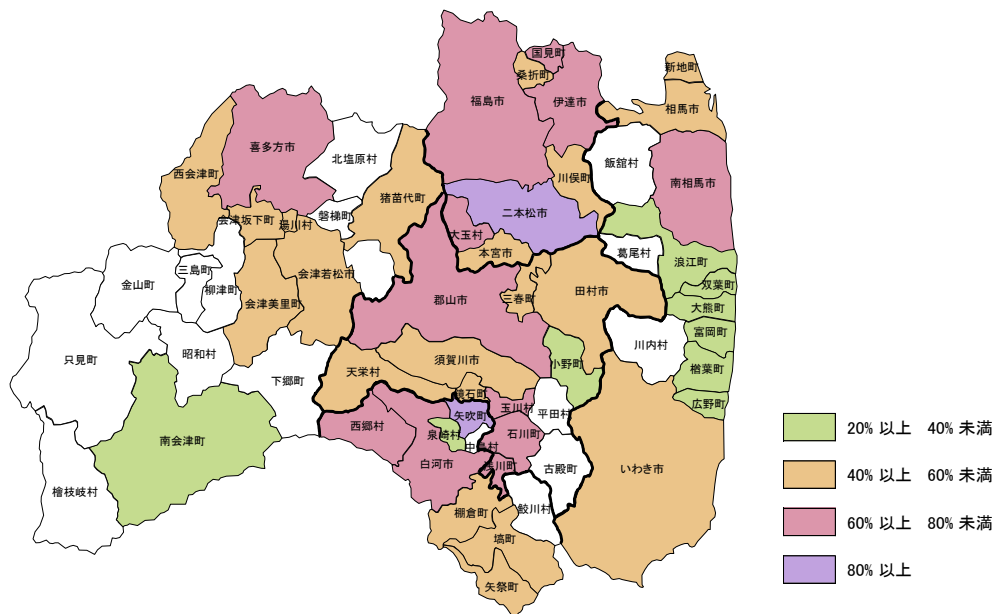 国見町
桑折町
新地町
福島市
伊達市
相馬市
喜多方市
北塩原村
飯舘村
西会津町
川俣町
南相馬市
猪苗代町
二本松市
会津坂下町
湯川村
磐梯町
大玉村
本宮市
葛尾村
浪江町
三島町
会津若松市
金山町
柳津町
双葉町
会津美里町
郡山市
三春町
田村市
大熊町
富岡町
只見町
昭和村
須賀川市
川内村
小野町
楢葉町
下郷町
天栄村
鏡石町
広野町
玉川村
平田村
矢吹町
西郷村
泉崎村
石川町
南会津町
中島村
白河市
浅川町
古殿町
いわき市
檜枝岐村
棚倉町
鮫川村
塙町
矢祭町
20% 以上 40% 未満
40% 以上 60% 未満
60% 以上 80% 未満
80% 以上